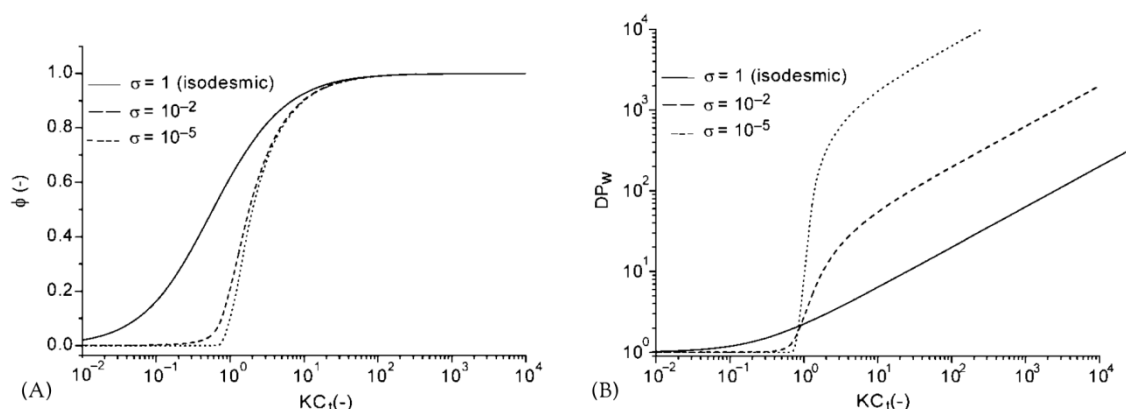 1.0
0.8
0.6
0.4
0.2
0.0
ϕ (-)
σ = 1 (isodesmic)
σ = 10⁻²
σ = 10⁻⁵
10⁻² 10⁻¹ 10⁰ 10¹ 10² 10³ 10⁴
KCₜ(-)
(A)
10⁴
10³
10²
10¹
10⁰
DPw
σ = 1 (isodesmic)
σ = 10⁻²
σ = 10⁻⁵
10⁻² 10⁻¹ 10⁰ 10¹ 10² 10³ 10⁴
KCₜ(-)
(B)